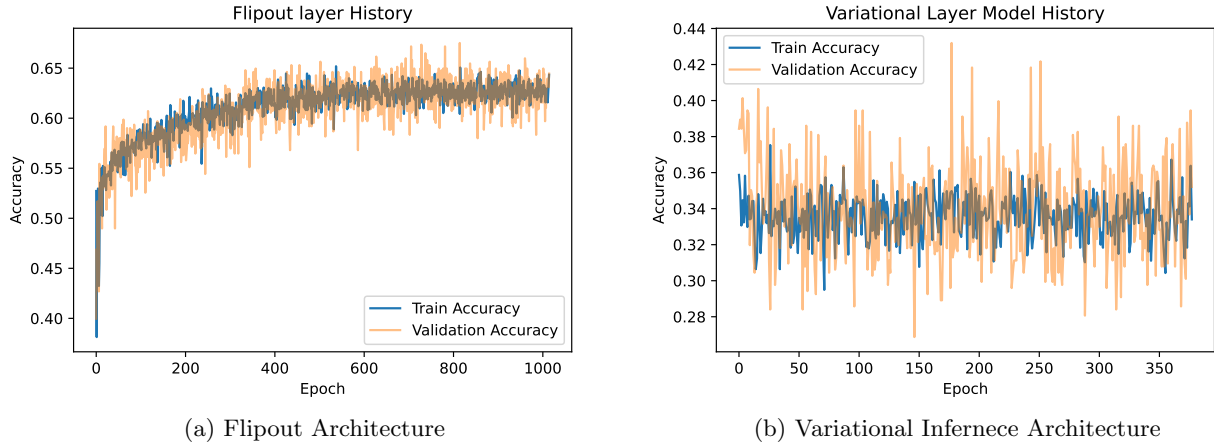 Flipout layer History
Accuracy
0.65
0.60
0.55
0.50
0.45
0.40
Train Accuracy
Validation Accuracy
0 200 400 600 800 1000
Epoch
(a) Flipout Architecture
Variational Layer Model History
Accuracy
0.44
0.42
0.40
0.38
0.36
0.34
0.32
0.30
0.28
Train Accuracy
Validation Accuracy
0 50 100 150 200 250 300 350
Epoch
(b) Variational Infernece Architecture